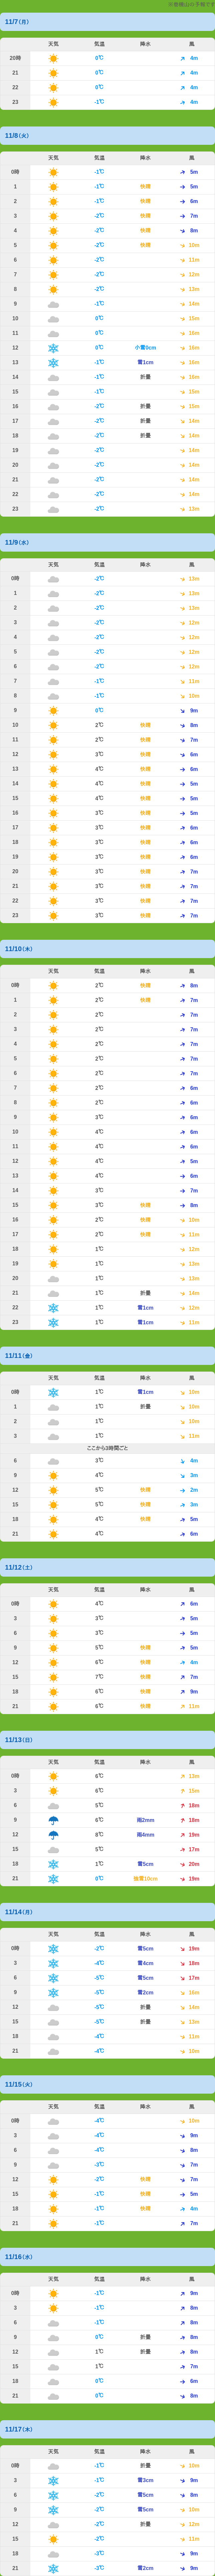 11/7(月)
天気 気温 降水 風
20時 0℃ 4m
21 0℃ 4m
22 0℃ 4m
23 -1℃ 4m
11/8(火)
天気 気温 降水 風
0時 -1℃ 5m
1 -1℃ 快晴 5m
2 -1℃ 快晴 6m
3 -2℃ 快晴 7m
4 -2℃ 快晴 8m
5 -2℃ 快晴 10m
6 -2℃ 11m
7 -2℃ 12m
8 -2℃ 13m
9 -1℃ 14m
10 0℃ 15m
11 0℃ 16m
12 0℃ 小雪0cm 16m
13 -1℃ 雪1cm 16m
14 -1℃ 折曇 16m
15 -1℃ 15m
16 -2℃ 折曇 15m
17 -2℃ 折曇 14m
18 -2℃ 折曇 14m
19 -2℃ 14m
20 -2℃ 14m
21 -2℃ 14m
22 -2℃ 14m
23 -2℃ 13m
11/9(水)
天気 気温 降水 風
0時 -2℃ 13m
1 -2℃ 13m
2 -2℃ 13m
3 -2℃ 12m
4 -2℃ 12m
5 -2℃ 12m
6 -2℃ 12m
7 -1℃ 11m
8 -1℃ 10m
9 0℃ 9m
10 2℃ 快晴 8m
11 2℃ 快晴 7m
12 3℃ 快晴 6m
13 4℃ 快晴 6m
14 4℃ 快晴 5m
15 4℃ 快晴 5m
16 3℃ 快晴 5m
17 3℃ 快晴 6m
18 3℃ 快晴 6m
19 3℃ 快晴 6m
20 3℃ 快晴 7m
21 3℃ 快晴 7m
22 3℃ 快晴 7m
23 3℃ 快晴 7m
11/10(木)
天気 気温 降水 風
0時 2℃ 快晴 8m
1 2℃ 快晴 7m
2 2℃ 7m
3 2℃ 7m
4 2℃ 7m
5 2℃ 7m
6 2℃ 7m
7 2℃ 6m
8 2℃ 6m
9 3℃ 6m
10 4℃ 6m
11 4℃ 6m
12 4℃ 5m
13 4℃ 6m
14 3℃ 7m
15 3℃ 快晴 8m
16 2℃ 快晴 10m
17 2℃ 快晴 11m
18 1℃ 12m
19 1℃ 13m
20 1℃ 13m
21 1℃ 折曇 14m
22 1℃ 雪1cm 12m
23 1℃ 雪1cm 11m
11/11(金)
天気 気温 降水 風
0時 1℃ 雪1cm 10m
1 1℃ 折曇 10m
2 1℃ 10m
3 1℃ 11m
ここから3時間ごと
6 3℃ 4m
9 4℃ 3m
12 5℃ 快晴 2m
15 5℃ 快晴 3m
18 4℃ 快晴 5m
21 4℃ 6m
11/12(土)
天気 気温 降水 風
0時 4℃ 6m
3 3℃ 5m
6 3℃ 5m
9 5℃ 快晴 5m
12 6℃ 快晴 4m
15 7℃ 快晴 7m
18 6℃ 快晴 9m
21 6℃ 快晴 11m
11/13(日)
天気 気温 降水 風
0時 6℃ 13m
3 6℃ 15m
6 5℃ 18m
9 6℃ 雨2mm 18m
12 8℃ 雨4mm 19m
15 5℃ 17m
18 1℃ 雪5cm 20m
21 0℃ 強雪10cm 19m
11/14(月)
天気 気温 降水 風
0時 -2℃ 雪5cm 19m
3 -4℃ 雪4cm 18m
6 -5℃ 雪5cm 17m
9 -5℃ 雪2cm 16m
12 -5℃ 折曇 14m
15 -5℃ 折曇 13m
18 -4℃ 11m
21 -4℃ 10m
11/15(火)
天気 気温 降水 風
0時 -4℃ 10m
3 -4℃ 9m
6 -4℃ 8m
9 -3℃ 7m
12 -2℃ 快晴 7m
15 -1℃ 快晴 5m
18 -1℃ 快晴 4m
21 -1℃ 7m
11/16(水)
天気 気温 降水 風
0時 -1℃ 9m
3 -1℃ 8m
6 -1℃ 8m
9 0℃ 折曇 8m
12 1℃ 折曇 8m
15 1℃ 7m
18 0℃ 6m
21 0℃ 8m
11/17(木)
天気 気温 降水 風
0時 -1℃ 折曇 10m
3 -1℃ 雪3cm 9m
6 -2℃ 雪5cm 8m
9 -2℃ 雪5cm 10m
12 -2℃ 折曇 12m
15 -2℃ 11m
18 -3℃ 9m
21 -3℃ 雪2cm 9m